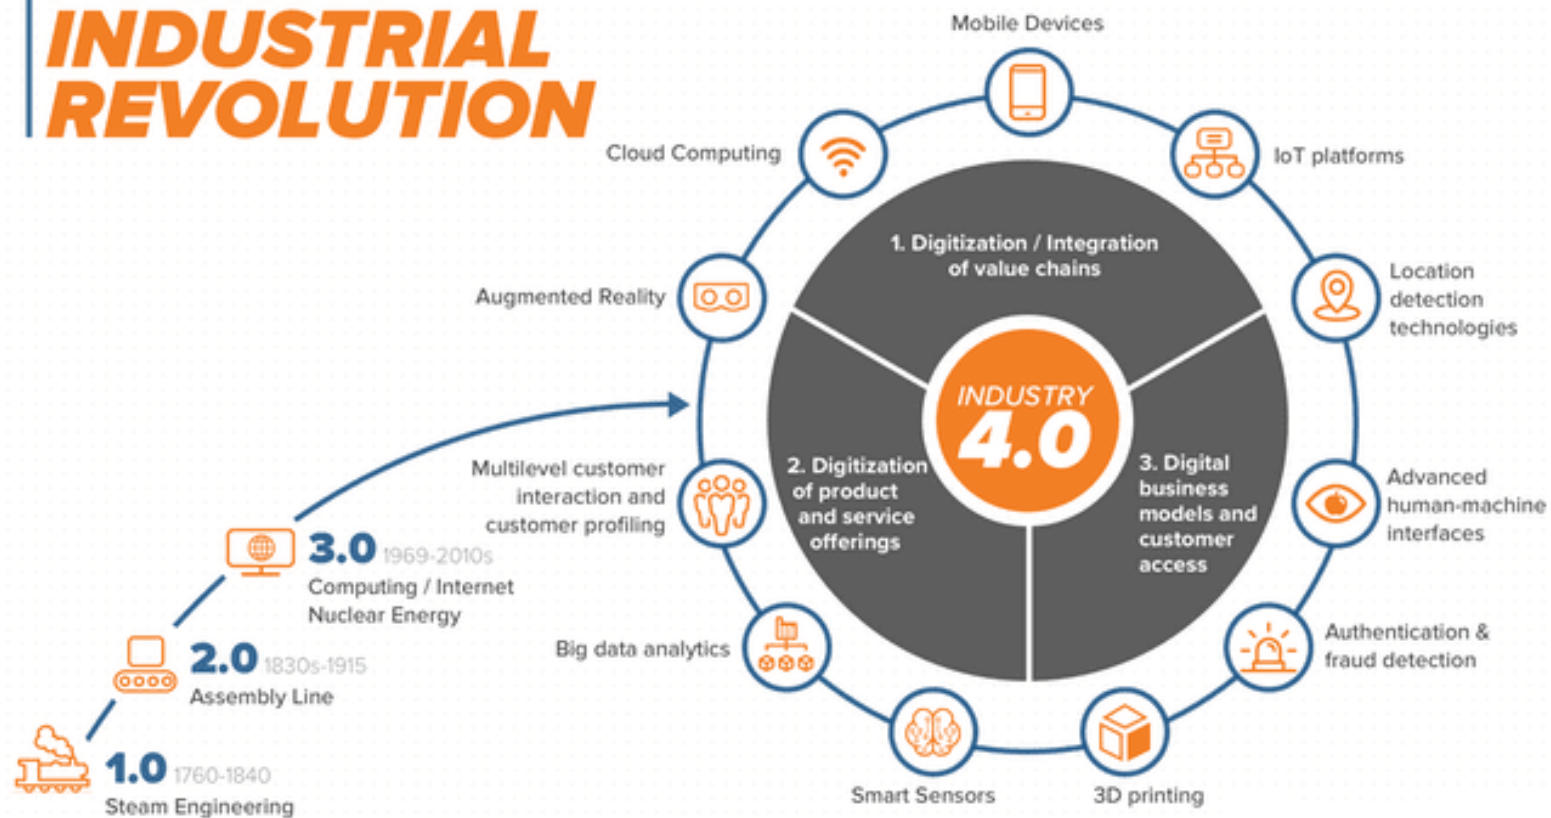 INDUSTRIAL
REVOLUTION
Mobile Devices
Cloud Computing
IoT platforms
Augmented Reality
Location
detection
technologies
1. Digitization / Integration
of value chains
INDUSTRY
4.0
2. Digitization
of product
and service
offerings
3. Digital
business
models and
customer
access
Multilevel customer
interaction and
customer profiling
Advanced
human-machine
interfaces
Big data analytics
Authentication &
fraud detection
Smart Sensors
3D printing
3.0 1969-2010s
Computing / Internet
Nuclear Energy
2.0 1830s-1915
Assembly Line
1.0 1760-1840
Steam Engineering